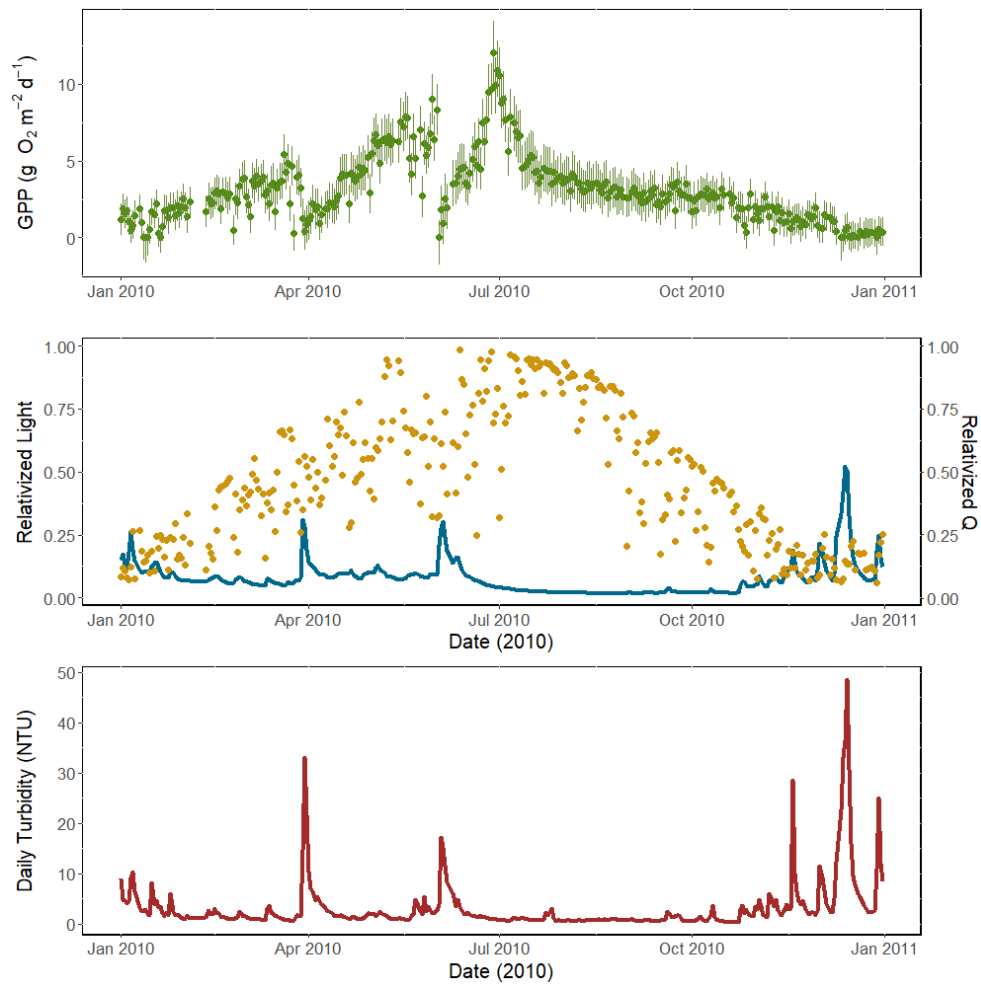 GPP (g O₂ m⁻² d⁻¹)
10
5
0
Jan 2010 Apr 2010 Jul 2010 Oct 2010 Jan 2011
Relativized Light
1.00
0.75
0.50
0.25
0.00
1.00
0.75
0.50
0.25
0.00
Relativized Q
Jan 2010 Apr 2010 Jul 2010 Oct 2010 Jan 2011
Date (2010)
Daily Turbidity (NTU)
50
40
30
20
10
0
Jan 2010 Apr 2010 Jul 2010 Oct 2010 Jan 2011
Date (2010)